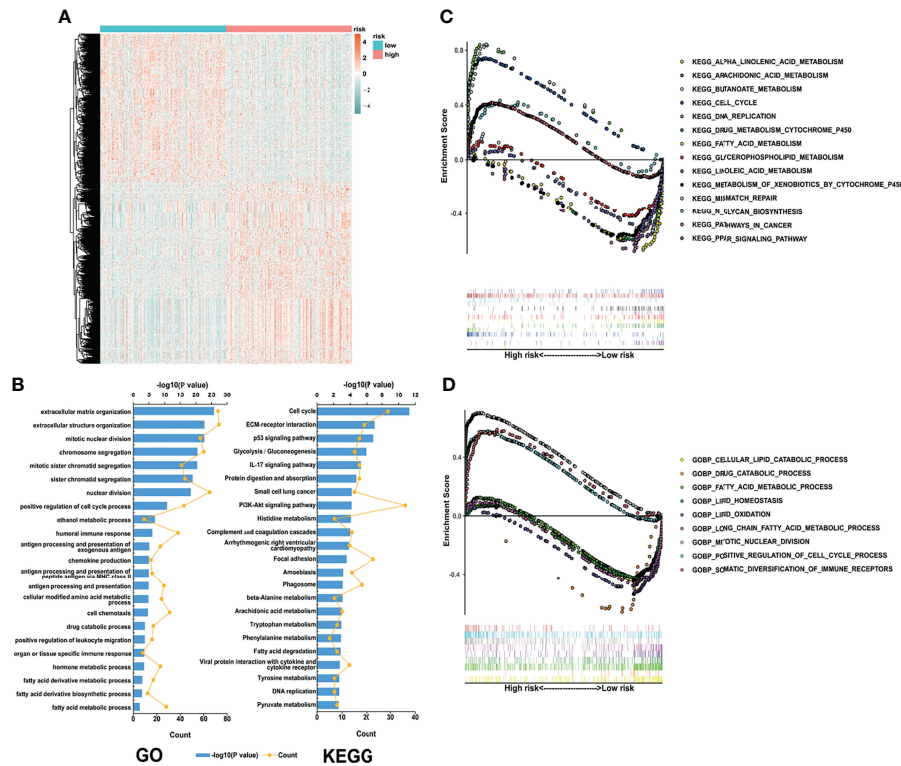 A
risk
4
2
0
−2
−4
risk
low
high
B
-log10(P value)
0 5 10 15 20 25 30
extracellular matrix organization
extracellular structure organization
mitotic nuclear division
chromosome segregation
mitotic sister chromatid segregation
sister chromatid segregation
nuclear division
positive regulation of cell cycle process
ethanol metabolic process
humoral immune response
antigen processing and presentation of
exogenous antigen
chemokine production
antigen processing and presentation of
peptide antigen via MHC class II
antigen processing and presentation
cellular modified amino acid metabolic
process
cell chemotaxis
drug catabolic process
positive regulation of leukocyte migration
organ or tissue specific immune response
hormone metabolic process
fatty acid derivative metabolic process
fatty acid derivative biosynthetic process
fatty acid metabolic process
0 20 40 60 80
Count
GO
-log10(P value)
0 2 4 6 8 10 12
Cell cycle
ECM-receptor interaction
p53 signaling pathway
Glycolysis / Gluconeogenesis
IL-17 signaling pathway
Protein digestion and absorption
Small cell lung cancer
PI3K-Akt signaling pathway
Histidine metabolism
Complement and coagulation cascades
Arrhythmogenic right ventricular
cardiomyopathy
Focal adhesion
Amoebiasis
Phagosome
beta-Alanine metabolism
Arachidonic acid metabolism
Tryptophan metabolism
Phenylalanine metabolism
Fatty acid degradation
Viral protein interaction with cytokine and
cytokine receptor
Tyrosine metabolism
DNA replication
Pyruvate metabolism
0 10 20 30 40
Count
KEGG
-log10(P value) Count
C
Enrichment Score
0.8
0.4
0.0
-0.4
KEGG_ALPHA_LINOLENIC_ACID_METABOLISM
KEGG_ARACHIDONIC_ACID_METABOLISM
KEGG_BUTANOATE_METABOLISM
KEGG_CELL_CYCLE
KEGG_DNA_REPLICATION
KEGG_DRUG_METABOLISM_CYTOCHROME_P450
KEGG_FATTY_ACID_METABOLISM
KEGG_GLYCEROPHOSPHOLIPID_METABOLISM
KEGG_LINOLEIC_ACID_METABOLISM
KEGG_METABOLISM_OF_XENOBIOTICS_BY_CYTOCHROME_P450
KEGG_MISMATCH_REPAIR
KEGG_N_GLYCAN_BIOSYNTHESIS
KEGG_PATHWAYS_IN_CANCER
KEGG_PPAR_SIGNALING_PATHWAY
High risk<-------------------->Low risk
D
Enrichment Score
0.4
0.0
-0.4
GOBP_CELLULAR_LIPID_CATABOLIC_PROCESS
GOBP_DRUG_CATABOLIC_PROCESS
GOBP_FATTY_ACID_METABOLIC_PROCESS
GOBP_LIPID_HOMEOSTASIS
GOBP_LIPID_OXIDATION
GOBP_LONG_CHAIN_FATTY_ACID_METABOLIC_PROCESS
GOBP_MITOTIC_NUCLEAR_DIVISION
GOBP_POSITIVE_REGULATION_OF_CELL_CYCLE_PROCESS
GOBP_SOMATIC_DIVERSIFICATION_OF_IMMUNE_RECEPTORS
High risk<-------------------->Low risk